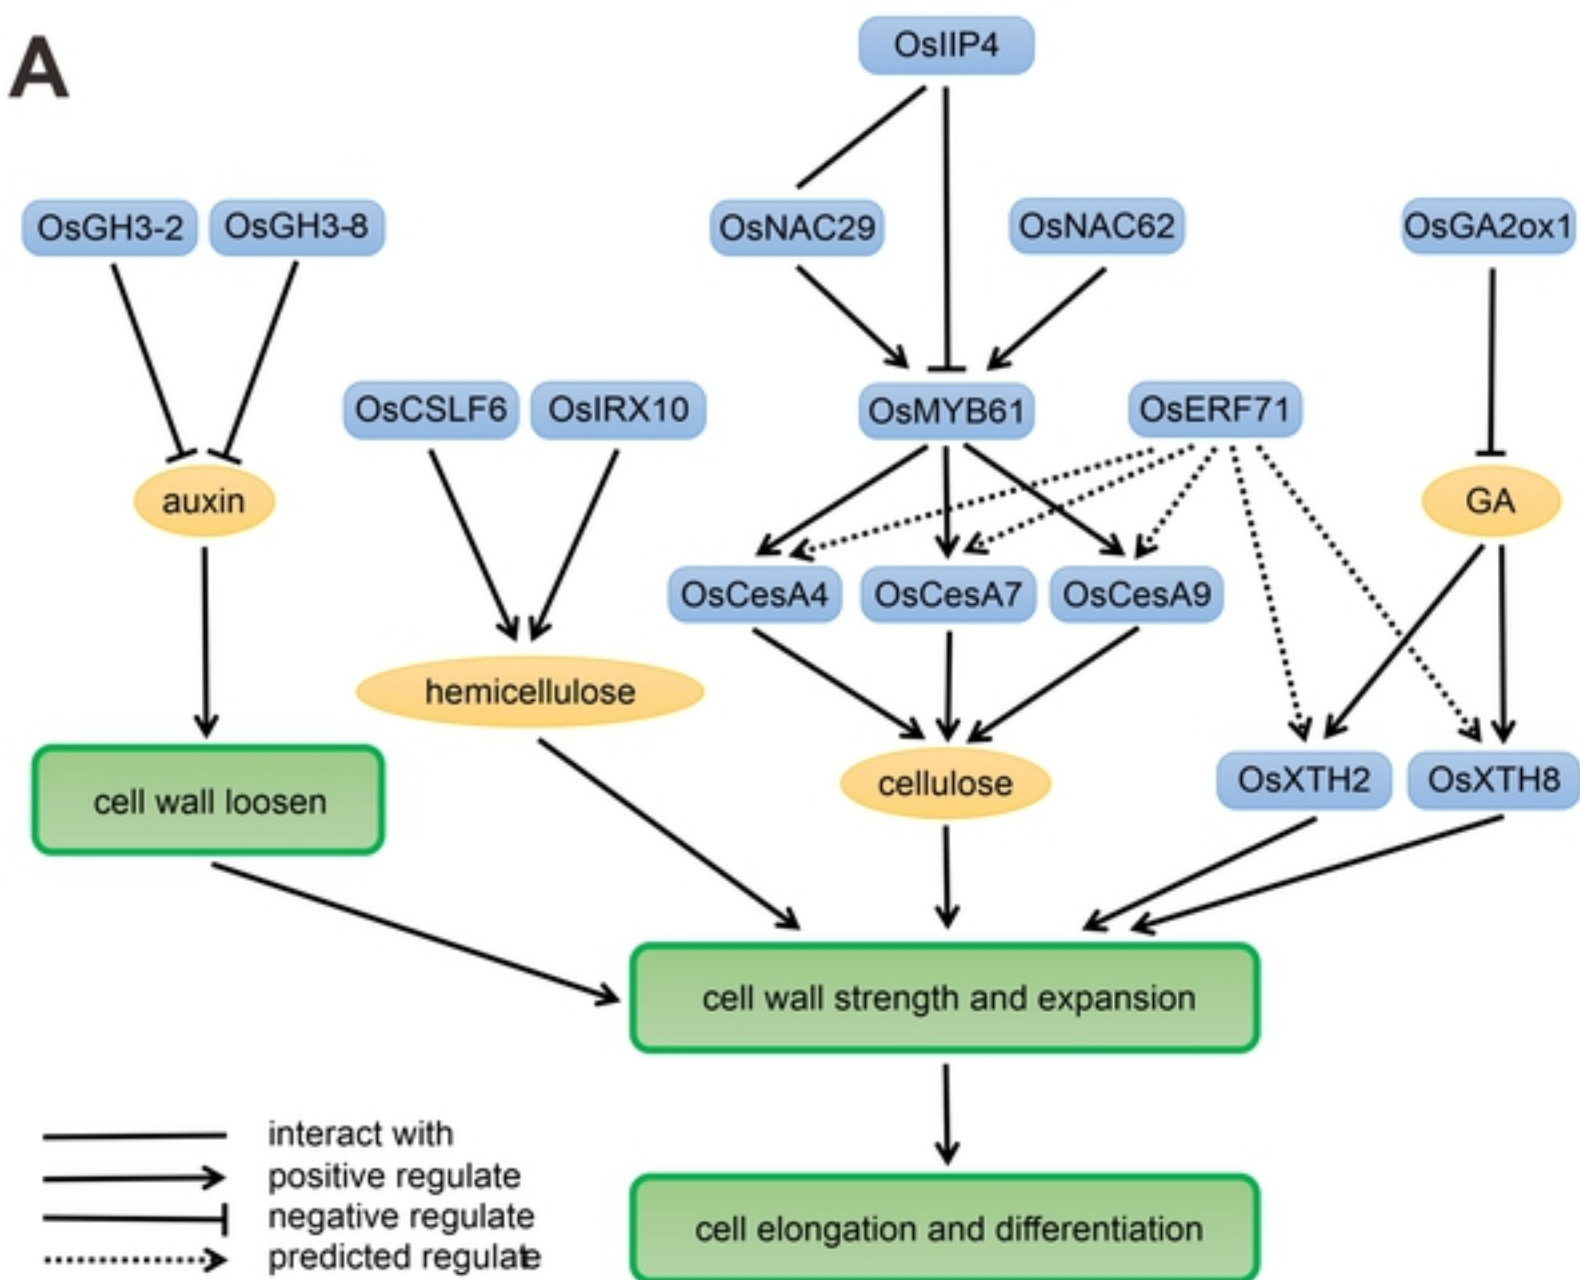 A
OsIIP4
OsGH3-2 OsGH3-8 OsNAC29 OsNAC62 OsGA2ox1
OsCSLF6 OsIRX10 OsMYB61 OsERF71
auxin GA
OsCesA4 OsCesA7 OsCesA9
hemicellulose
cell wall loosen cellulose OsXTH2 OsXTH8
cell wall strength and expansion
interact with
positive regulate
negative regulate
predicted regulate
cell elongation and differentiation